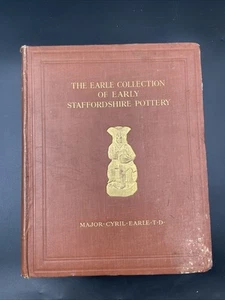 THE EARLE COLLECTION
OF EARLY
STAFFORDSHIRE POTTERY
MAJOR·CYRIL·EARLE·T·D·